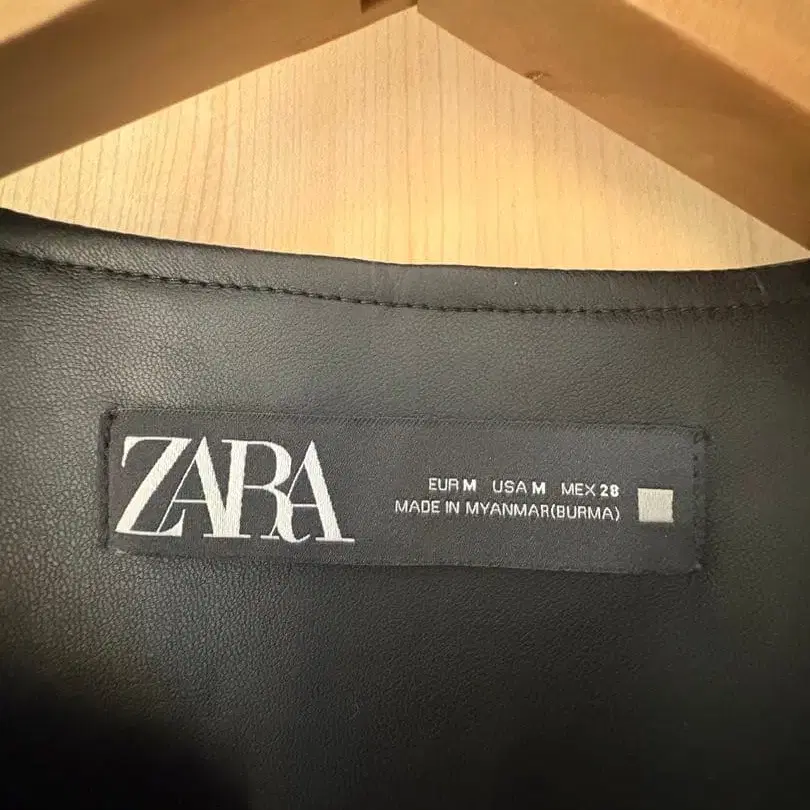 ZARA
EUR M USA M MEX 28
MADE IN MYANMAR(BURMA)